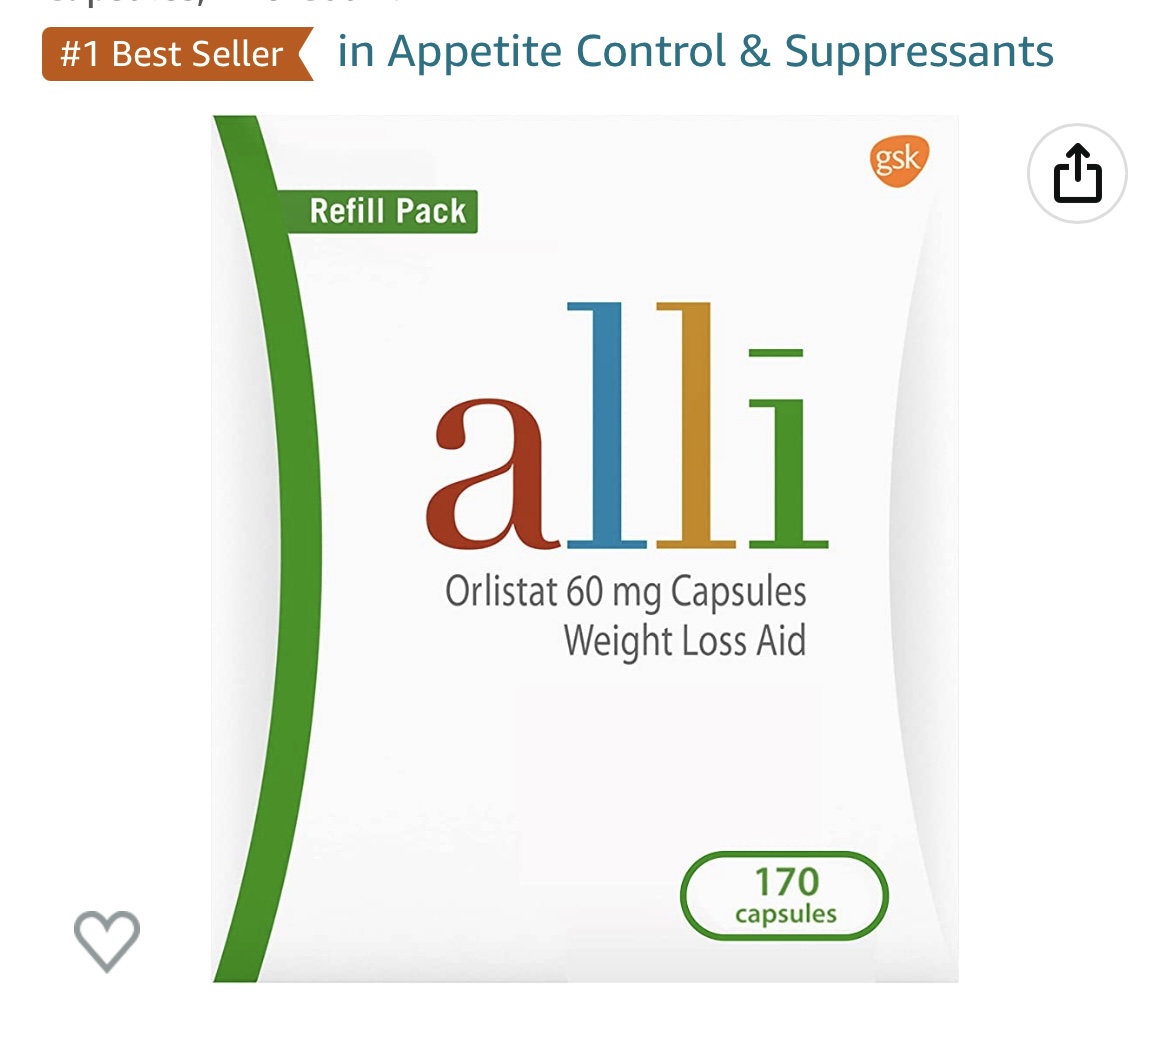 #1 Best Seller in Appetite Control & Suppressants
gsk
Refill Pack
alli
Orlistat 60 mg Capsules
Weight Loss Aid
170
capsules